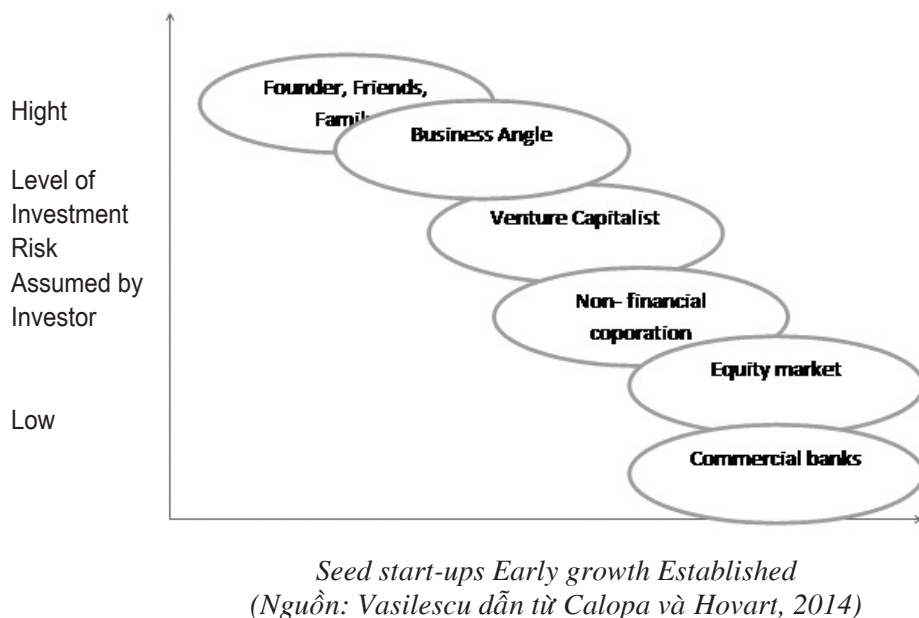 Hight
Level of
Investment
Risk
Assumed by
Investor
Low
Founder, Friends,
Business Angle
Venture Capitalist
Non- financial
coporation
Equity market
Commercial banks
Seed start-ups Early growth Established
(Nguồn: Vasilescu dẫn từ Calopa và Hovart, 2014)